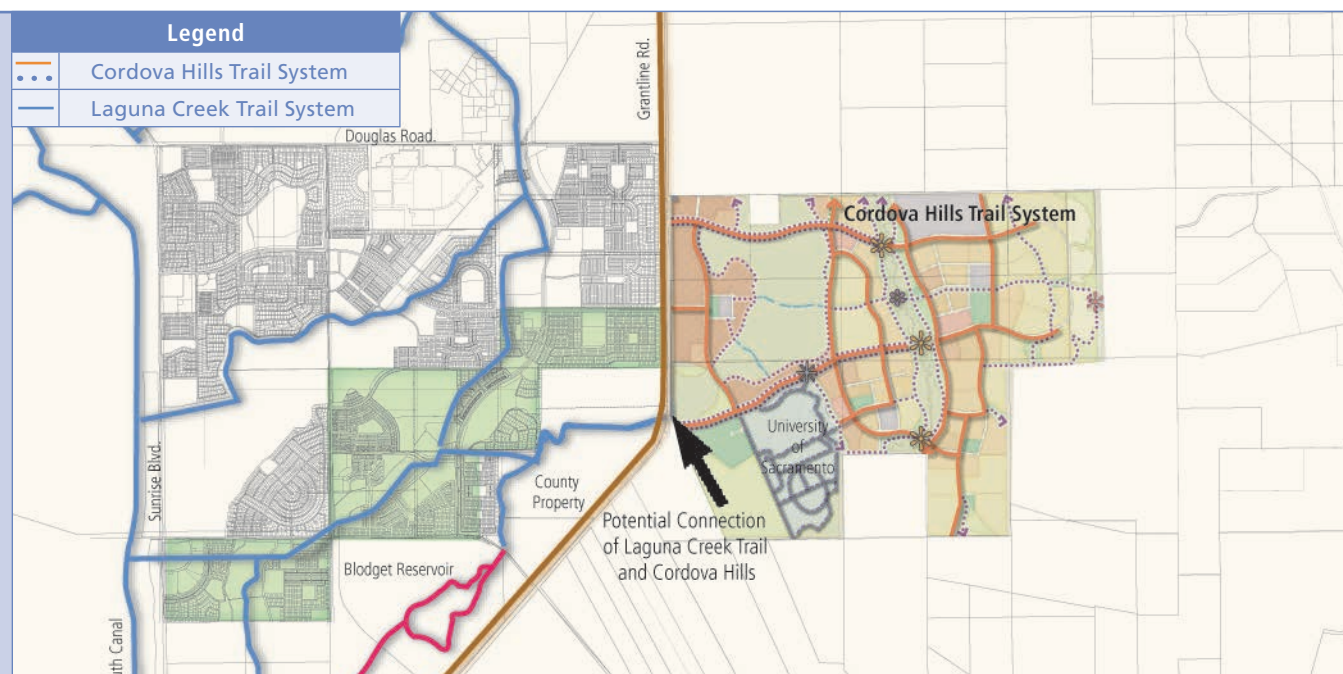 Legend
Cordova Hills Trail System
Laguna Creek Trail System
Grantline Rd.
Douglas Road.
Cordova Hills Trail System
University
of
Sacramento
Sunrise Blvd.
County
Property
Potential Connection
of Laguna Creek Trail
and Cordova Hills
Blodget Reservoir
th Canal